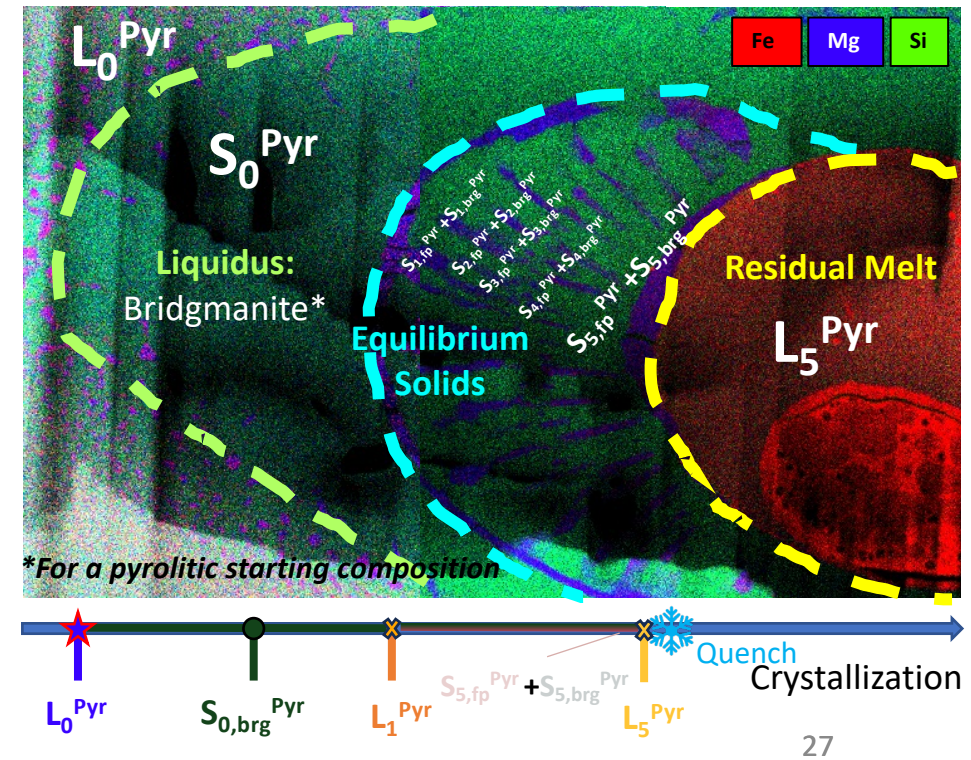 L₀ᴾʸʳ
Fe Mg Si
S₀ᴾʸʳ
S₁,fpᴾʸʳ+S₁,brgᴾʸʳ
S₂,fpᴾʸʳ+S₂,brgᴾʸʳ
S₃,fpᴾʸʳ+S₃,brgᴾʸʳ
S₄,fpᴾʸʳ+S₄,brgᴾʸʳ
S₅,fpᴾʸʳ+S₅,brgᴾʸʳ
Liquidus:
Bridgmanite*
Equilibrium
Solids
Residual Melt
L₅ᴾʸʳ
*For a pyrolitic starting composition
Quench
Crystallization
L₀ᴾʸʳ
S₀,brgᴾʸʳ
L₁ᴾʸʳ
S₅,fpᴾʸʳ+S₅,brgᴾʸʳ
L₅ᴾʸʳ
27